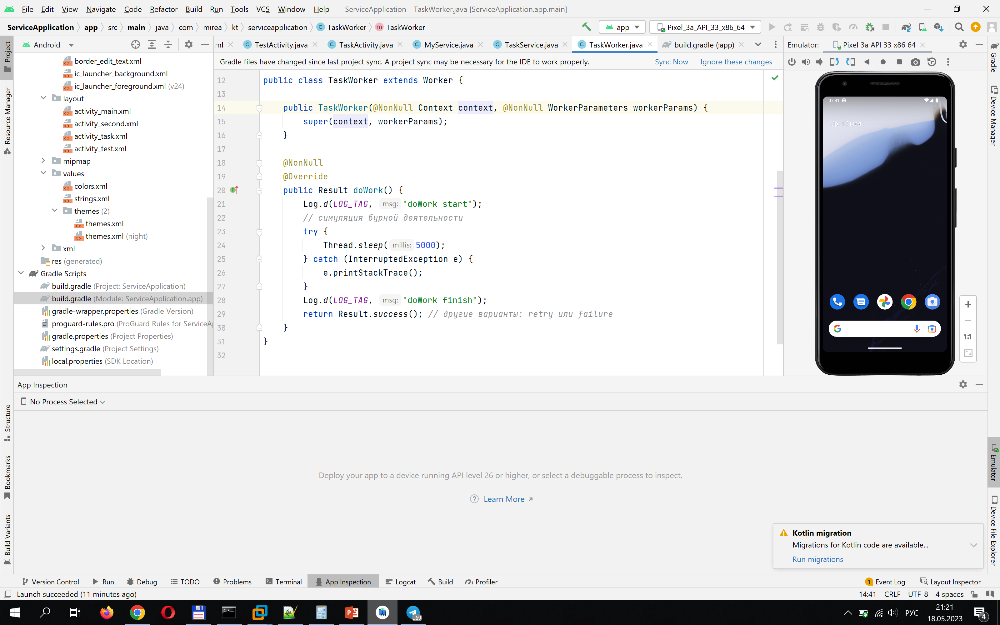 File Edit View Navigate Code Refactor Build Run Tools VCS Window Help ServiceApplication - TaskWorker.java [ServiceApplication.app.main]
ServiceApplication app src main java com mirea kt serviceapplication C TaskWorker m TaskWorker app Pixel_3a_API_33_x86_64
Android
ml TestActivity.java TaskActivity.java MyService.java TaskService.java TaskWorker.java build.gradle (:app)
Emulator: Pixel 3a API 33 x86 64
Gradle files have changed since last project sync. A project sync may be necessary for the IDE to work properly. Sync Now Ignore these changes
Project
Resource Manager
Structure
Bookmarks
Build Variants
border_edit_text.xml
ic_launcher_background.xml
ic_launcher_foreground.xml (v24)
layout
activity_main.xml
activity_second.xml
activity_task.xml
activity_test.xml
mipmap
values
colors.xml
strings.xml
themes (2)
themes.xml
themes.xml (night)
xml
res (generated)
Gradle Scripts
build.gradle (Project: ServiceApplication)
build.gradle (Module: ServiceApplication.app)
gradle-wrapper.properties (Gradle Version)
proguard-rules.pro (ProGuard Rules for ServiceAp
gradle.properties (Project Properties)
settings.gradle (Project Settings)
local.properties (SDK Location)
12 public class TaskWorker extends Worker {
13
14 public TaskWorker(@NonNull Context context, @NonNull WorkerParameters workerParams) {
15 super(context, workerParams);
16 }
17
18 @NonNull
19 @Override
20 public Result doWork() {
21 Log.d(LOG_TAG, msg: "doWork start");
22 // симуляция бурной деятельности
23 try {
24 Thread.sleep( millis: 5000);
25 } catch (InterruptedException e) {
26 e.printStackTrace();
27 }
28 Log.d(LOG_TAG, msg: "doWork finish");
29 return Result.success(); // другие варианты: retry или failure
30 }
31 }
32
07:41
Ср, 17 мая
1:1
Gradle
Device Manager
Emulator
Device File Explorer
App Inspection
No Process Selected
Deploy your app to a device running API level 26 or higher, or select a debuggable process to inspect.
? Learn More
Kotlin migration
Migrations for Kotlin code are available...
Run migrations
Version Control Run Debug TODO Problems Terminal App Inspection Logcat Build Profiler 1 Event Log Layout Inspector
Launch succeeded (11 minutes ago) 14:41 CRLF UTF-8 4 spaces
..69
РУС
21:21
18.05.2023
4